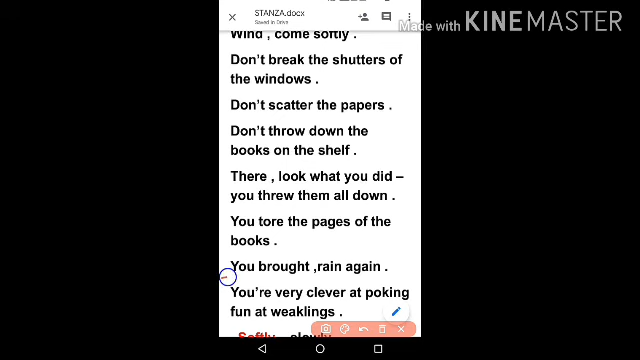 STANZA.docx
Saved in Drive
Made with KINEMASTER
Wind , come softly .
Don't break the shutters of
the windows .
Don't scatter the papers .
Don't throw down the
books on the shelf .
There , look what you did –
you threw them all down .
You tore the pages of the
books .
You brought ,rain again .
You're very clever at poking
fun at weaklings .
Softly slowly